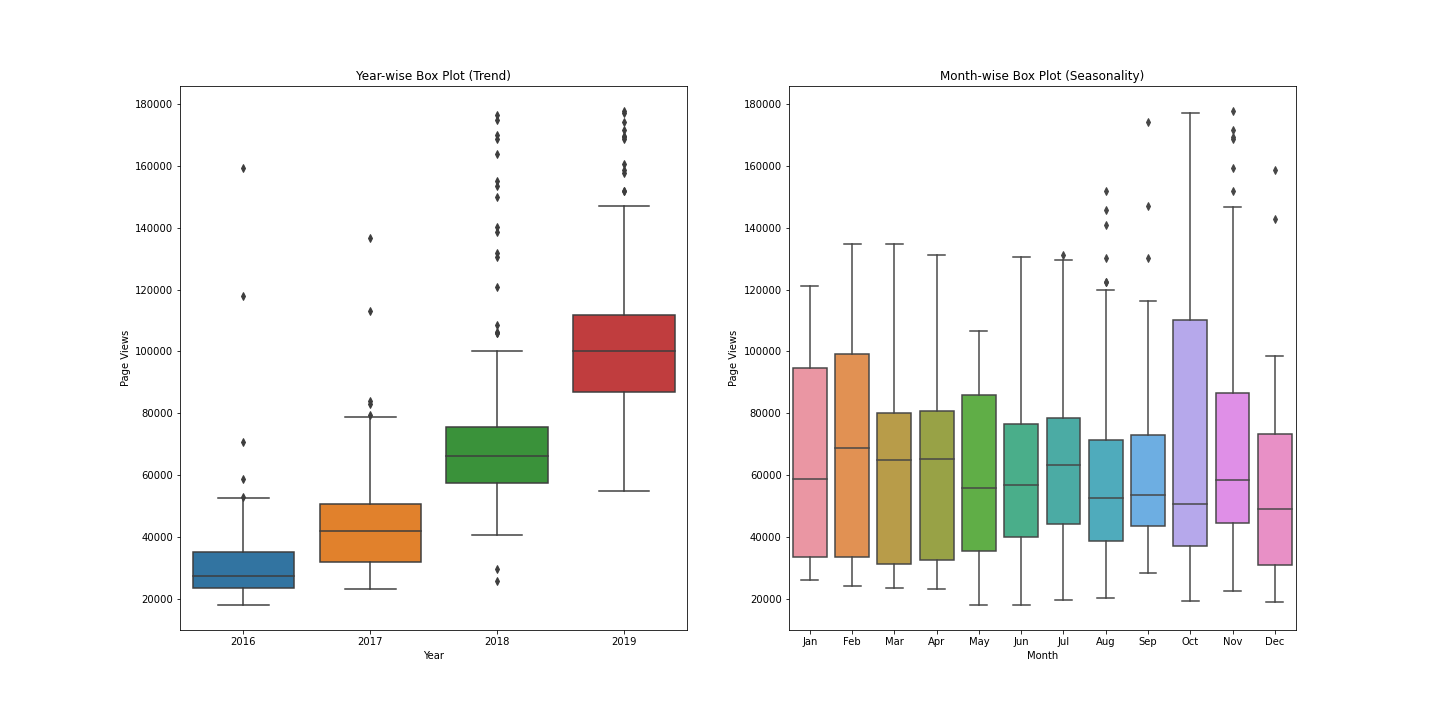 Year-wise Box Plot (Trend)
180000
160000
140000
120000
100000
80000
60000
40000
20000
Page Views
2016 2017 2018 2019
Year
Month-wise Box Plot (Seasonality)
180000
160000
140000
120000
100000
80000
60000
40000
20000
Page Views
Jan Feb Mar Apr May Jun Jul Aug Sep Oct Nov Dec
Month